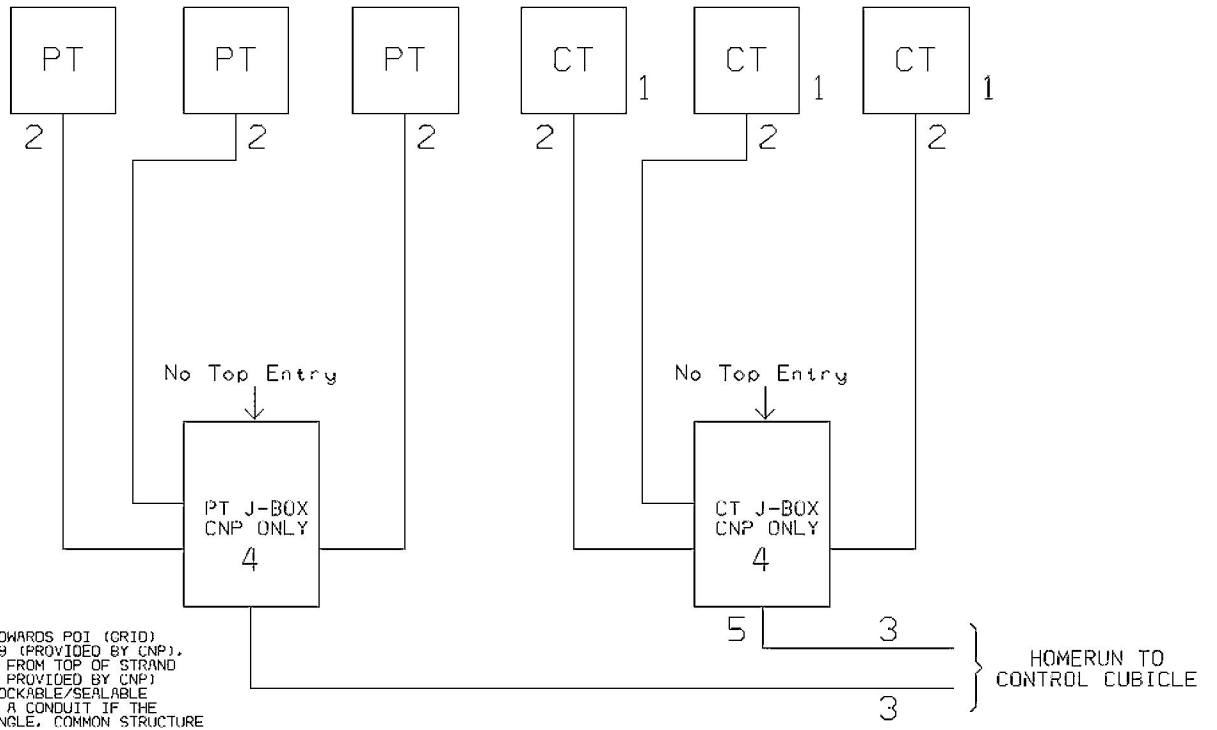 PT PT PT CT CT CT
1 1 1
2 2 2 2 2 2
No Top Entry No Top Entry
PT J-BOX
CNP ONLY
4
CT J-BOX
CNP ONLY
4
5 3
HOMERUN TO
CONTROL CUBICLE
3
OWARDS POI (GRID)
9 (PROVIDED BY CNP).
FROM TOP OF STRAND
PROVIDED BY CNP)
OCKABLE/SEALABLE
A CONDUIT IF THE
NGLE, COMMON STRUCTURE